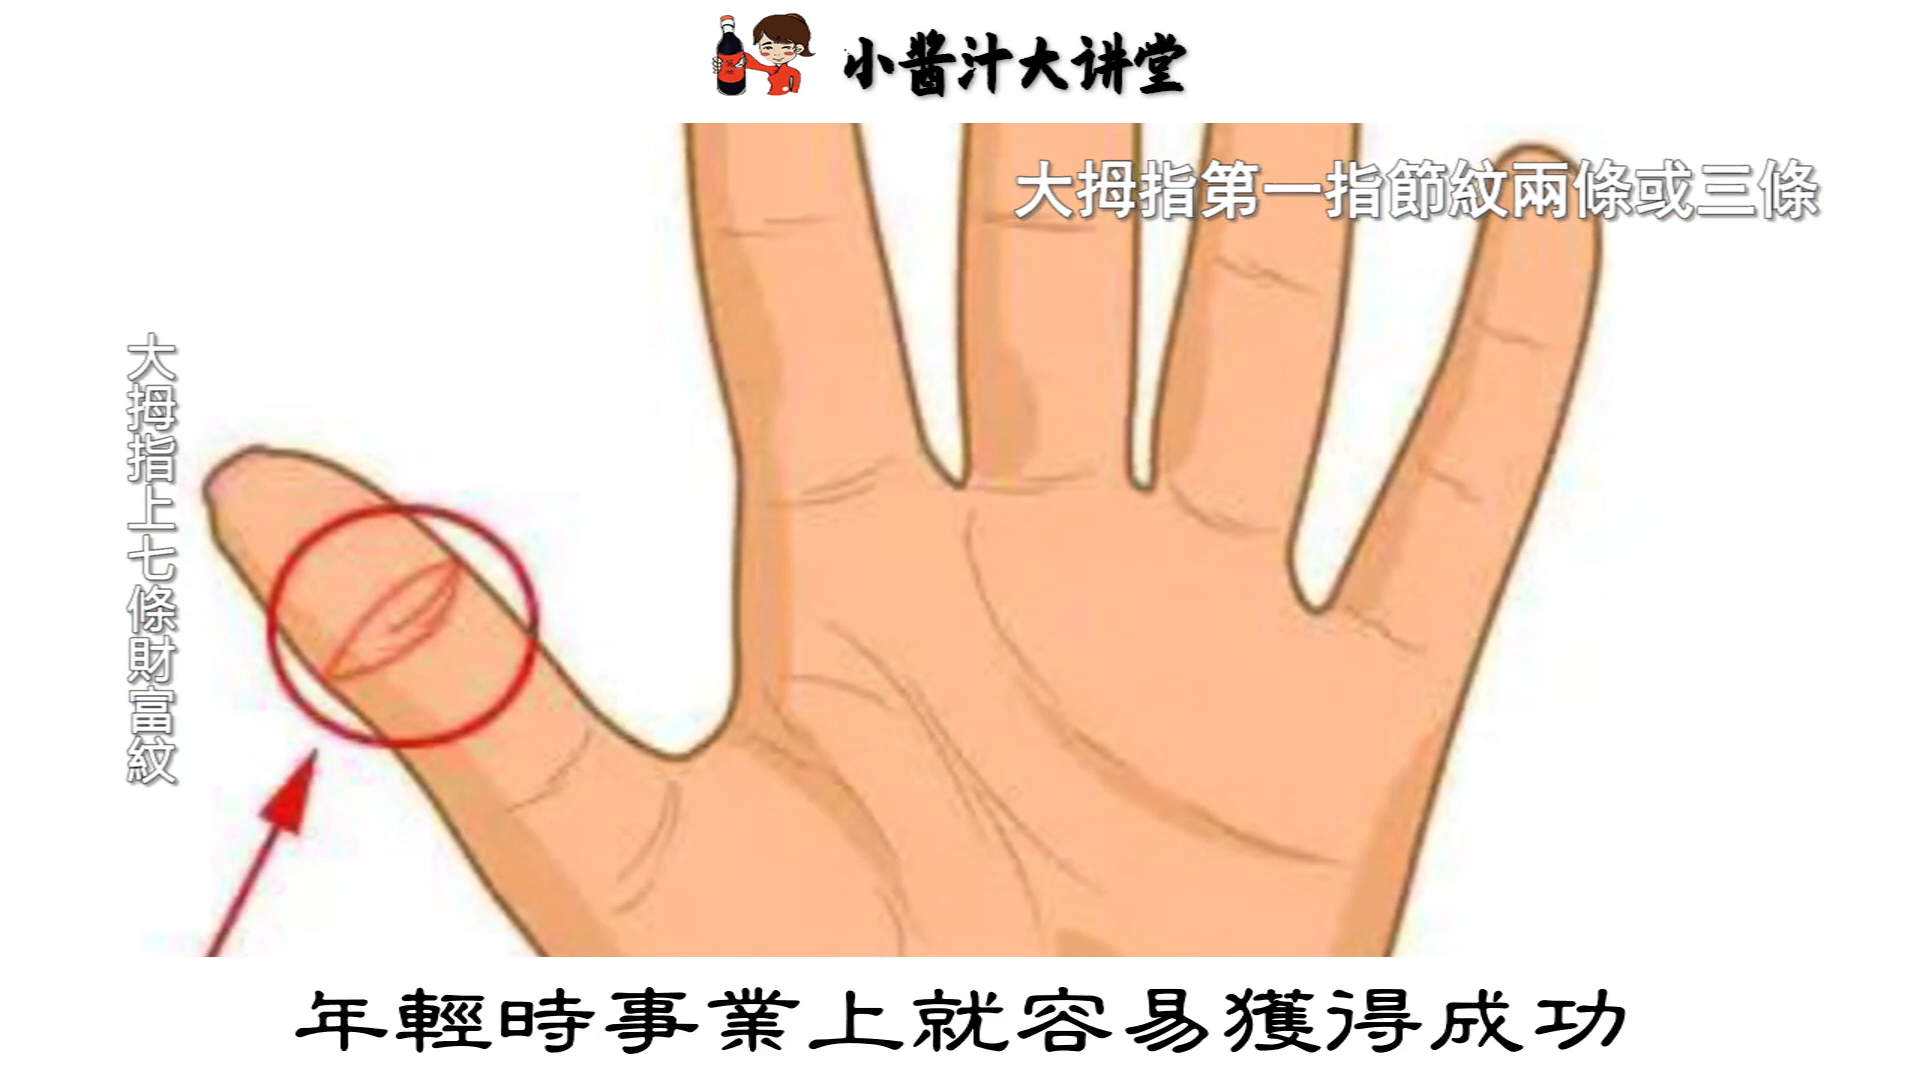 小酱汁大讲堂
大拇指第一指節紋兩條或三條
大拇指上七條財富紋
年輕時事業上就容易獲得成功